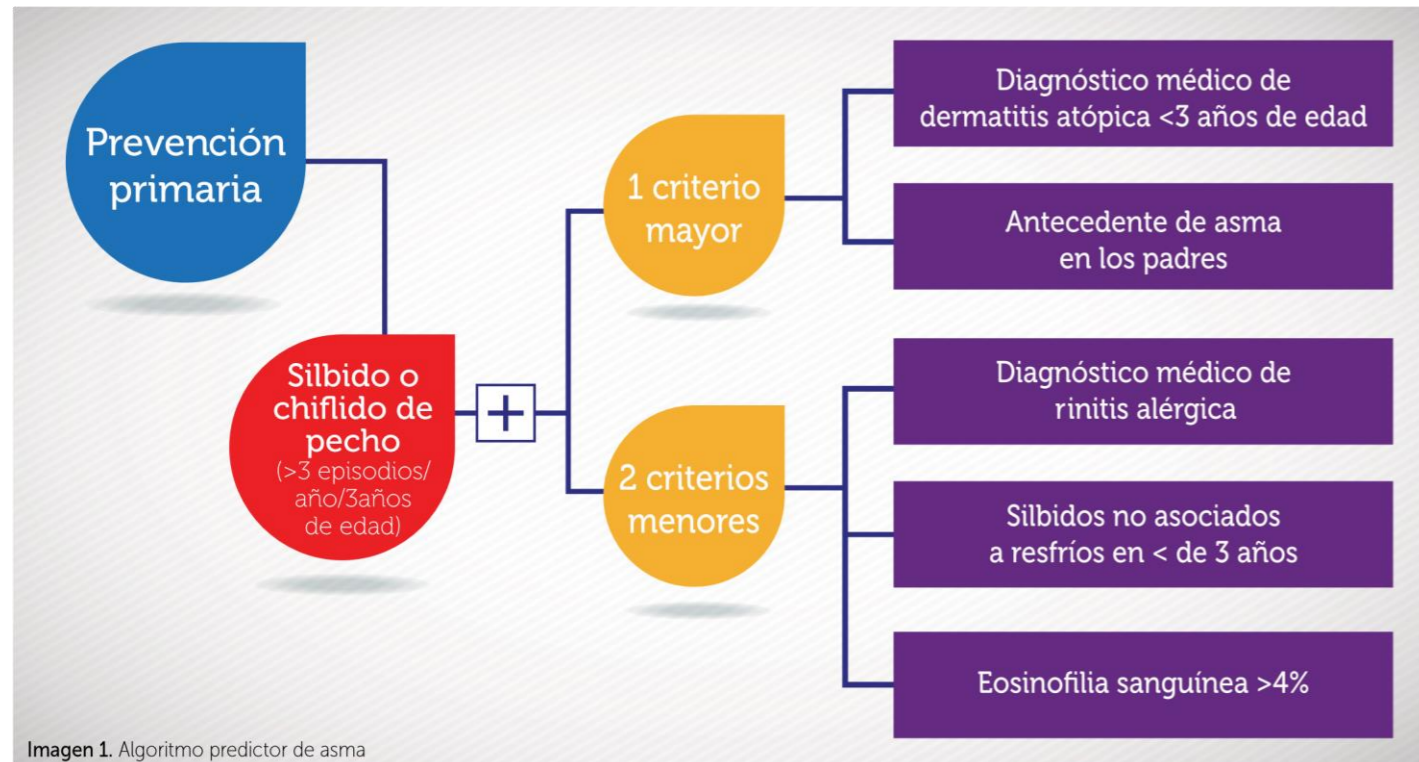 Prevención
primaria
Silbido o
chiflido de
pecho
(>3 episodios/
año/3años
de edad)
+
1 criterio
mayor
2 criterios
menores
Diagnóstico médico de
dermatitis atópica <3 años de edad
Antecedente de asma
en los padres
Diagnóstico médico de
rinitis alérgica
Silbidos no asociados
a resfríos en < de 3 años
Eosinofilia sanguínea >4%
Imagen 1. Algoritmo predictor de asma